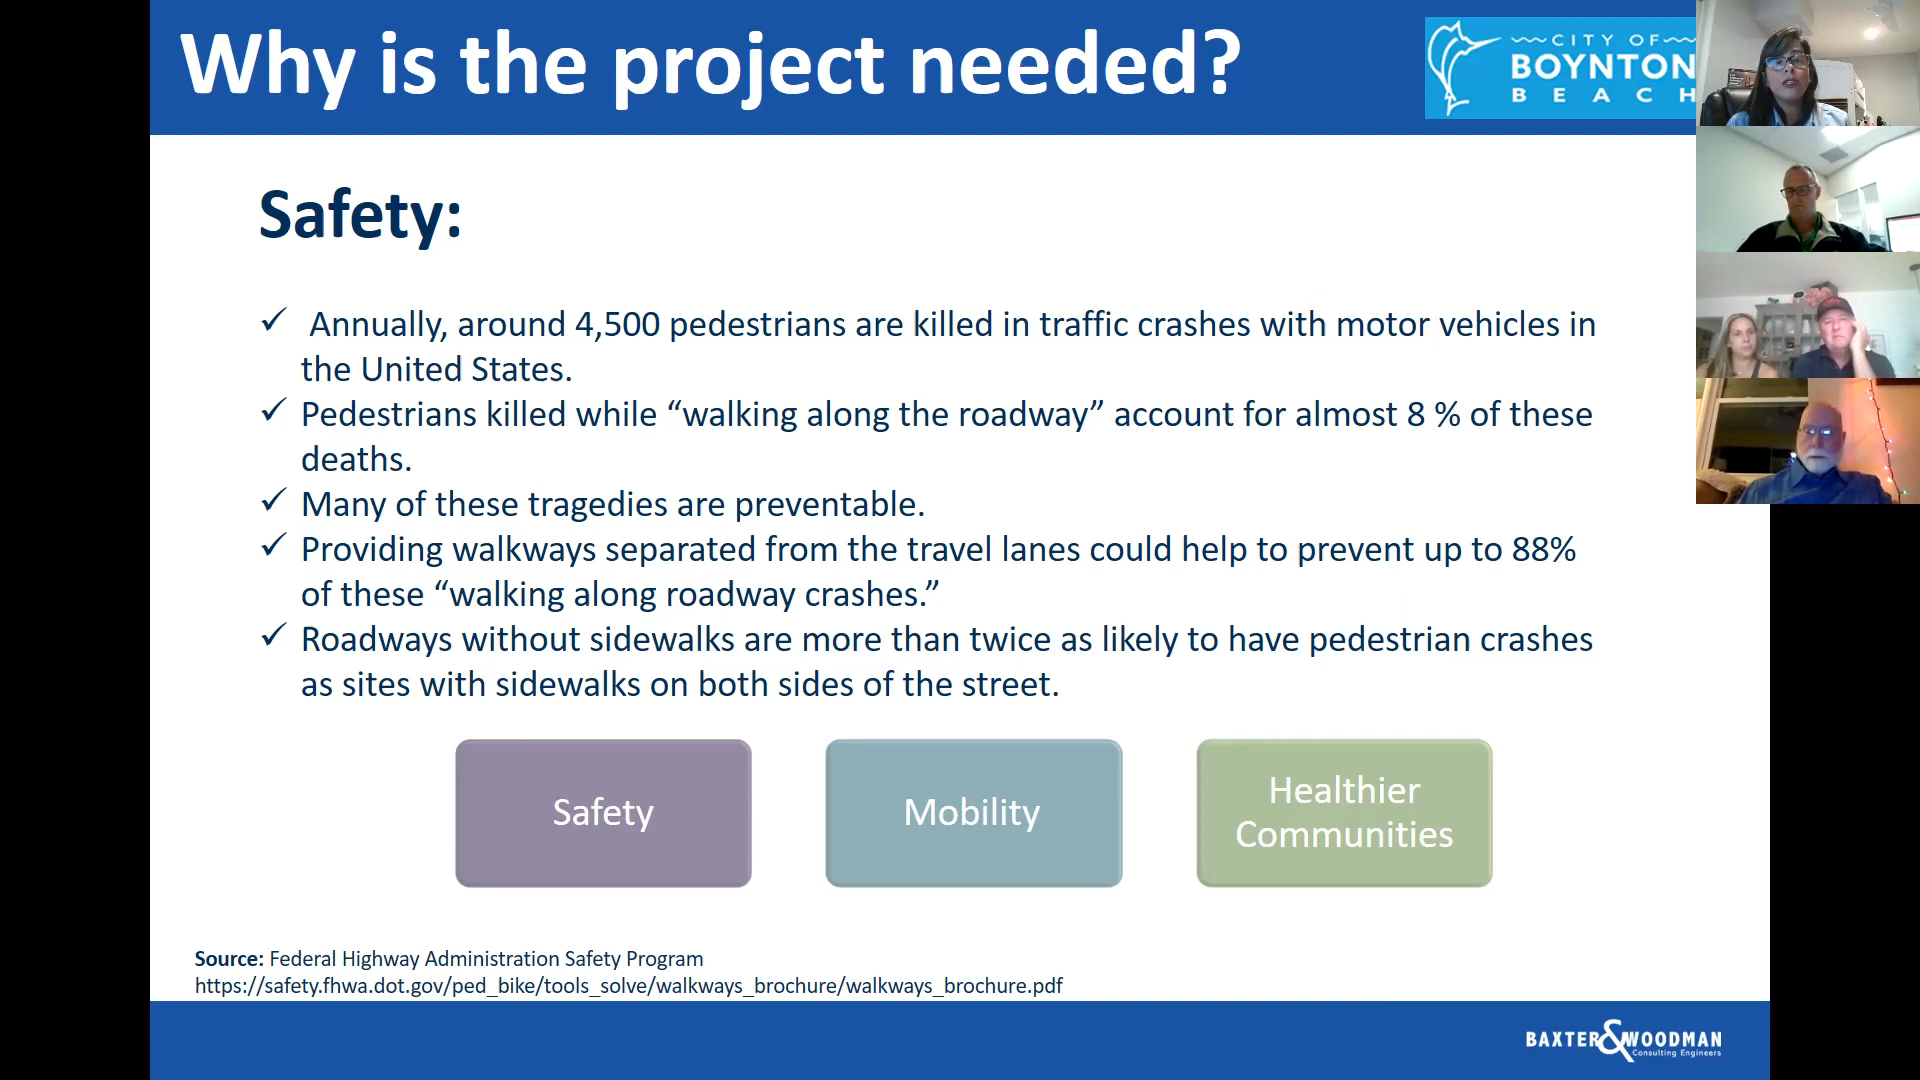 Why is the project needed?
CITY OF
BOYNTON
BEACH
Safety:
✓ Annually, around 4,500 pedestrians are killed in traffic crashes with motor vehicles in
the United States.
✓ Pedestrians killed while “walking along the roadway” account for almost 8 % of these
deaths.
✓ Many of these tragedies are preventable.
✓ Providing walkways separated from the travel lanes could help to prevent up to 88%
of these “walking along roadway crashes.”
✓ Roadways without sidewalks are more than twice as likely to have pedestrian crashes
as sites with sidewalks on both sides of the street.
Safety
Mobility
Healthier
Communities
Source: Federal Highway Administration Safety Program
https://safety.fhwa.dot.gov/ped_bike/tools_solve/walkways_brochure/walkways_brochure.pdf
BAXTER & WOODMAN
Consulting Engineers